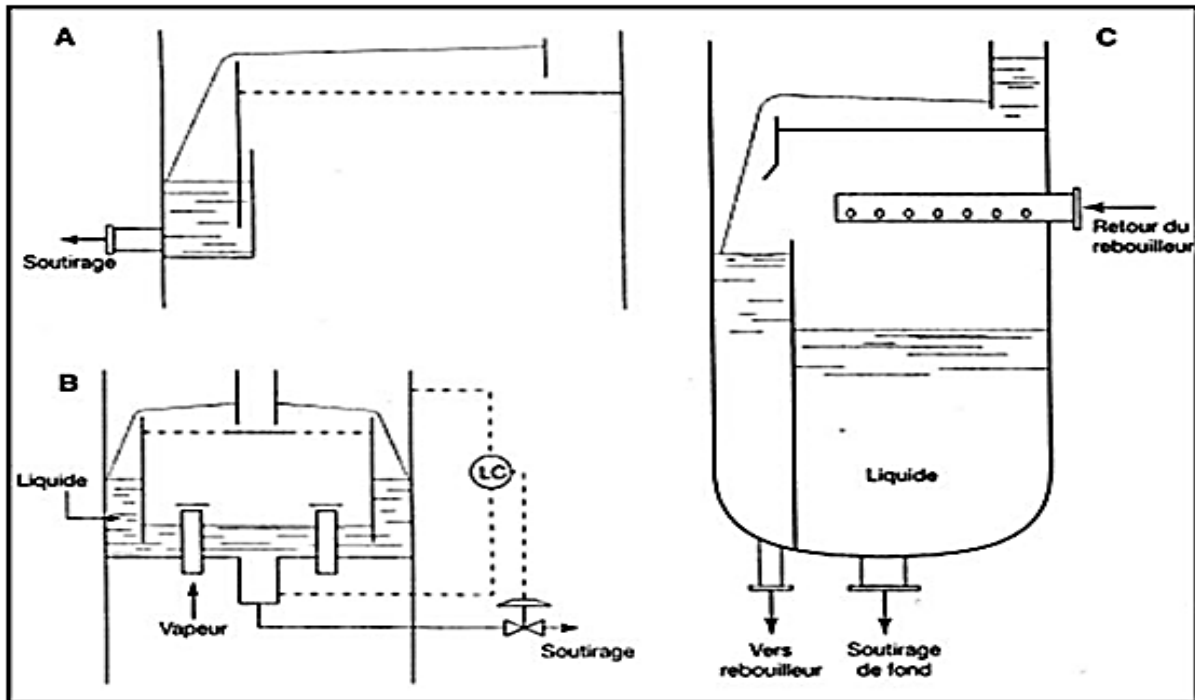 A
Soutirage
B
Liquide
LC
Vapeur
Soutirage
C
Retour du
rebouilleur
Liquide
Vers
rebouilleur
Soutirage
de fond